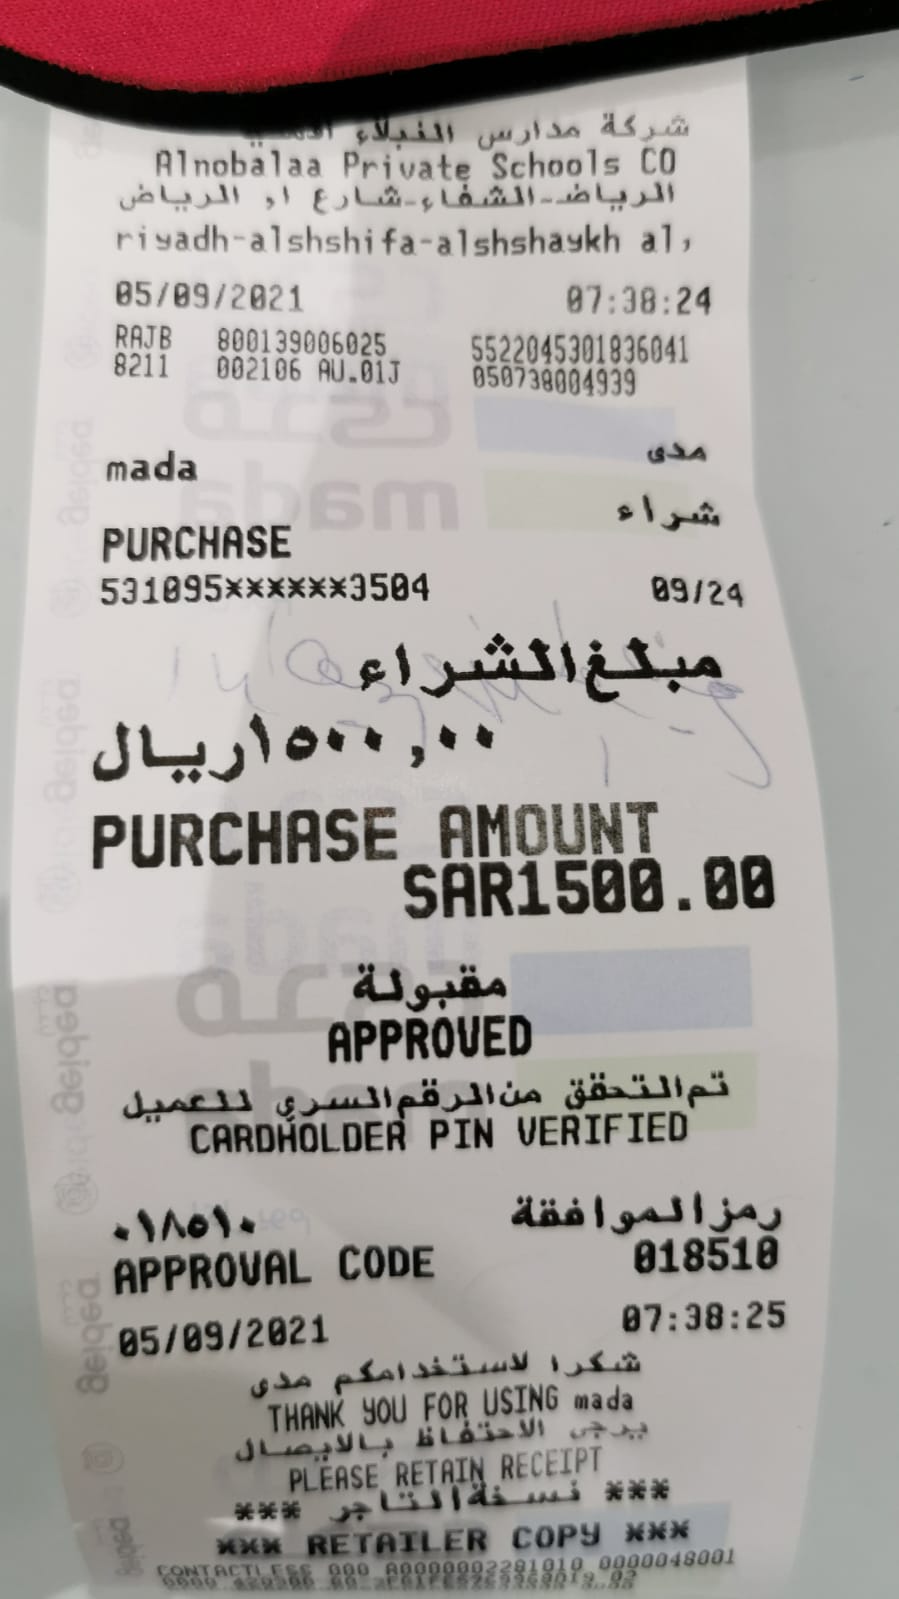 شركة مدارس النبلاء
Alnobalaa Private Schools CO
الرياض-الشفاء-شارع ا, الرياض
riyadh-alshshifa-alshshaykh al,
05/09/2021 07:38:24
RAJB 800139006025 5522045301836041
8211 002106 AU.01J 050738004939
mada مدى
شراء
PURCHASE
531095××××××3504 09/24
مبلغ الشراء
١٥٠٠,٠٠ ريال
PURCHASE AMOUNT
SAR1500.00
مقبولة
APPROVED
تم التحقق من الرقم السري للعميل
CARDHOLDER PIN VERIFIED
رمز الموافقة ٠١٨٥١٠
APPROVAL CODE 018510
05/09/2021 07:38:25
شكرا لاستخدامكم مدى
THANK YOU FOR USING mada
يرجى الاحتفاظ بالايصال
PLEASE RETAIN RECEIPT
*** نسخة التاجر ***
*** RETAILER COPY ***
CONTACTLESS 000 A0000002281010 0000048001